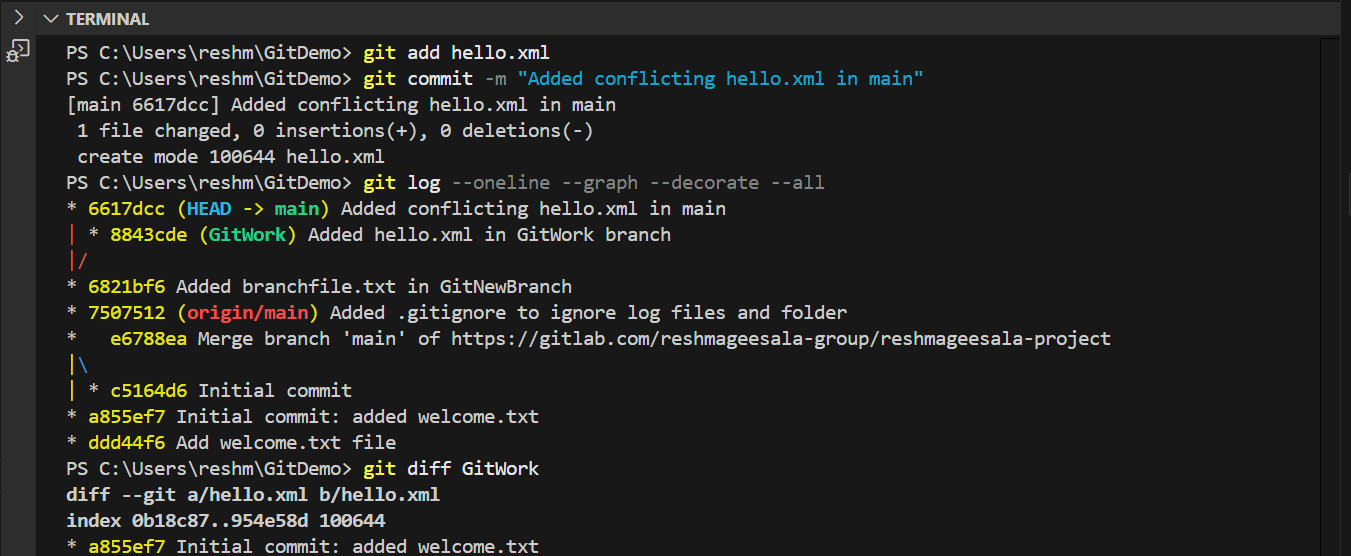 TERMINAL
PS C:\Users\reshm\GitDemo> git add hello.xml
PS C:\Users\reshm\GitDemo> git commit -m "Added conflicting hello.xml in main"
[main 6617dcc] Added conflicting hello.xml in main
 1 file changed, 0 insertions(+), 0 deletions(-)
 create mode 100644 hello.xml
PS C:\Users\reshm\GitDemo> git log --oneline --graph --decorate --all
* 6617dcc (HEAD -> main) Added conflicting hello.xml in main
| * 8843cde (GitWork) Added hello.xml in GitWork branch
|/
* 6821bf6 Added branchfile.txt in GitNewBranch
* 7507512 (origin/main) Added .gitignore to ignore log files and folder
*   e6788ea Merge branch 'main' of https://gitlab.com/reshmageesala-group/reshmageesala-project
|\
| * c5164d6 Initial commit
* a855ef7 Initial commit: added welcome.txt
* ddd44f6 Add welcome.txt file
PS C:\Users\reshm\GitDemo> git diff GitWork
diff --git a/hello.xml b/hello.xml
index 0b18c87..954e58d 100644
* a855ef7 Initial commit: added welcome.txt